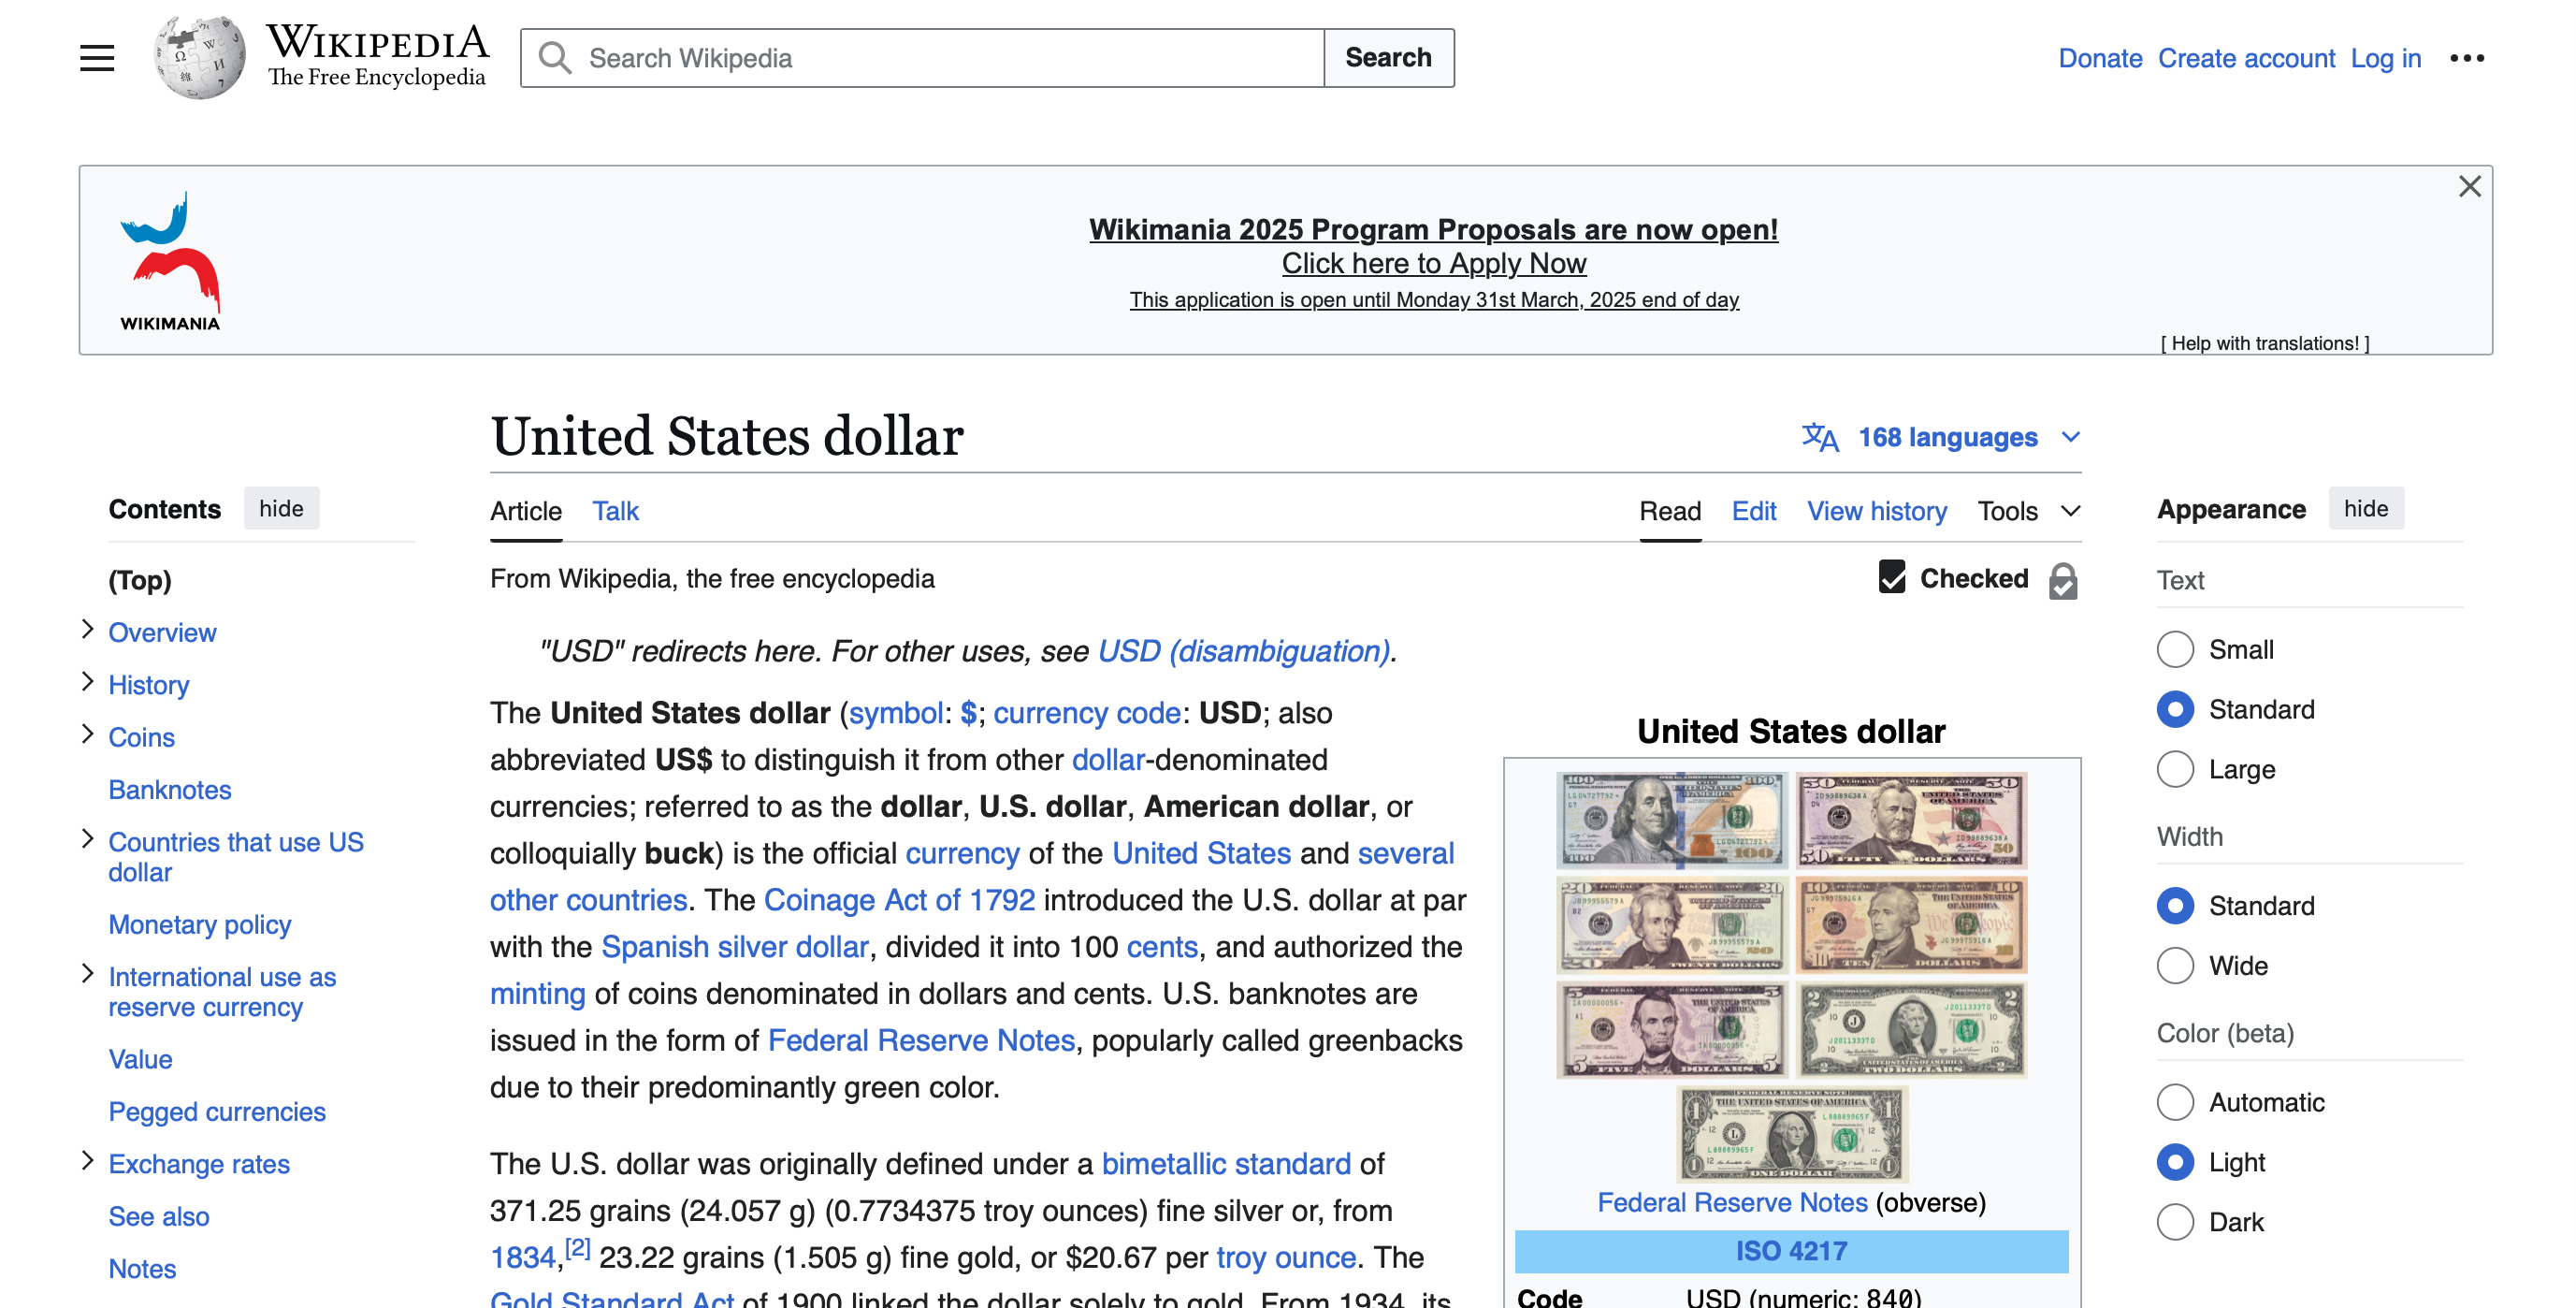 WIKIPEDIA
The Free Encyclopedia
Search Wikipedia
Search
Donate
Create account
Log in
WIKIMANIA
Wikimania 2025 Program Proposals are now open!
Click here to Apply Now
This application is open until Monday 31st March, 2025 end of day
[ Help with translations! ]
Contents
hide
(Top)
Overview
History
Coins
Banknotes
Countries that use US
dollar
Monetary policy
International use as
reserve currency
Value
Pegged currencies
Exchange rates
See also
Notes
United States dollar
168 languages
Article
Talk
Read
Edit
View history
Tools
From Wikipedia, the free encyclopedia
Checked
"USD" redirects here. For other uses, see USD (disambiguation).
The United States dollar (symbol: $; currency code: USD; also
abbreviated US$ to distinguish it from other dollar-denominated
currencies; referred to as the dollar, U.S. dollar, American dollar, or
colloquially buck) is the official currency of the United States and several
other countries. The Coinage Act of 1792 introduced the U.S. dollar at par
with the Spanish silver dollar, divided it into 100 cents, and authorized the
minting of coins denominated in dollars and cents. U.S. banknotes are
issued in the form of Federal Reserve Notes, popularly called greenbacks
due to their predominantly green color.
The U.S. dollar was originally defined under a bimetallic standard of
371.25 grains (24.057 g) (0.7734375 troy ounces) fine silver or, from
1834,[2] 23.22 grains (1.505 g) fine gold, or $20.67 per troy ounce. The
Gold Standard Act of 1900 linked the dollar solely to gold. From 1934, its
United States dollar
Federal Reserve Notes (obverse)
ISO 4217
Code
USD (numeric: 840)
Appearance
hide
Text
Small
Standard
Large
Width
Standard
Wide
Color (beta)
Automatic
Light
Dark